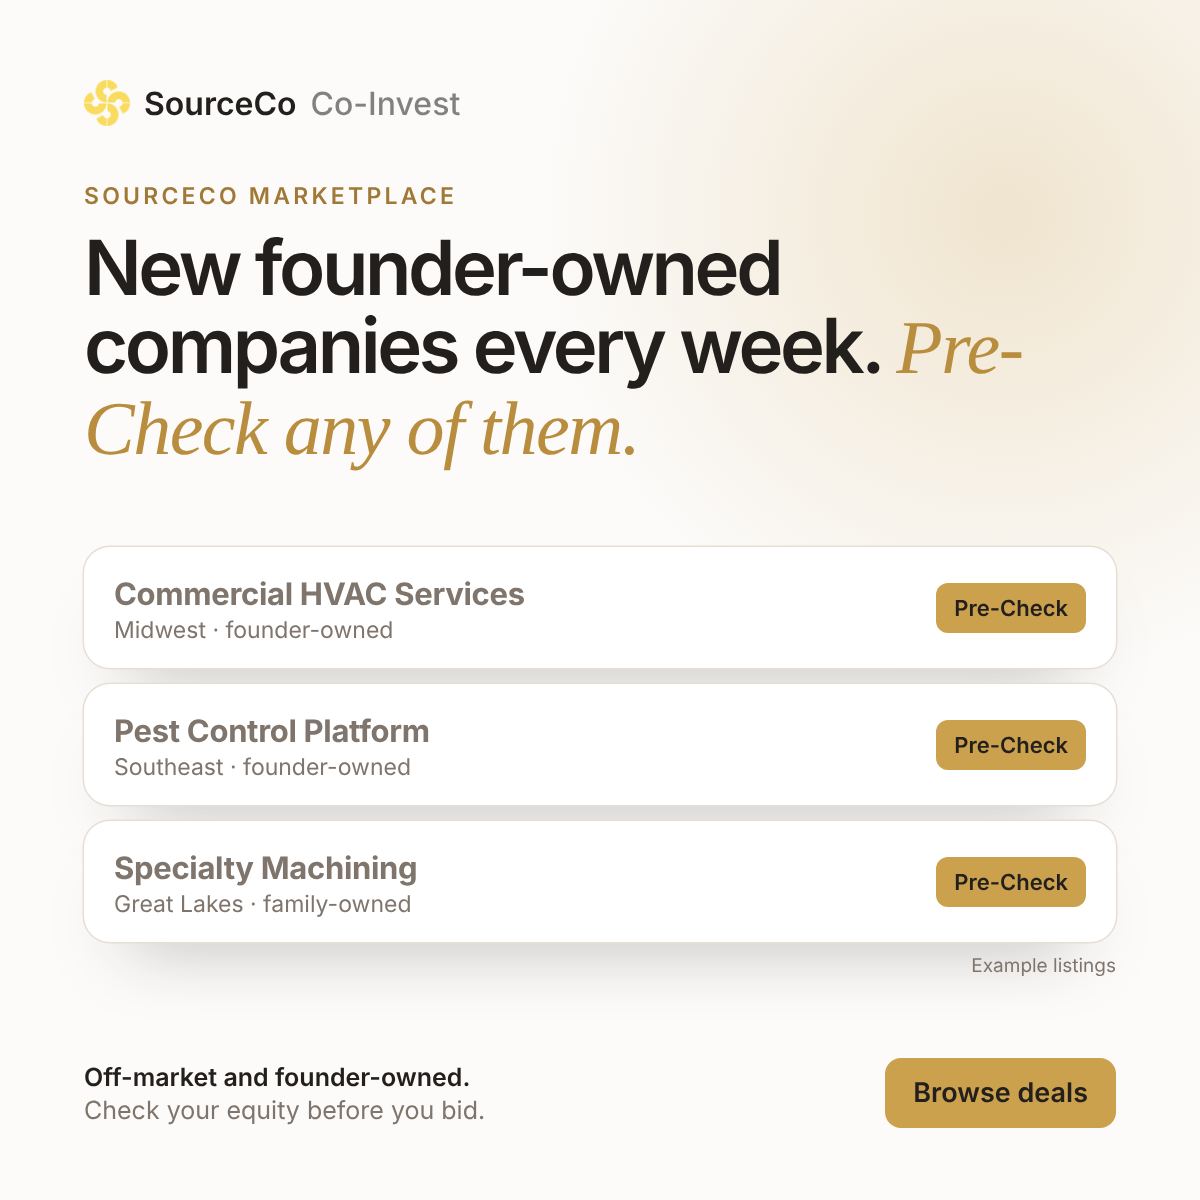 SourceCo Co-Invest
SOURCECO MARKETPLACE
New founder-owned
companies every week. Pre-
Check any of them.
Commercial HVAC Services
Midwest · founder-owned
Pre-Check
Pest Control Platform
Southeast · founder-owned
Pre-Check
Specialty Machining
Great Lakes · family-owned
Pre-Check
Example listings
Off-market and founder-owned.
Check your equity before you bid.
Browse deals